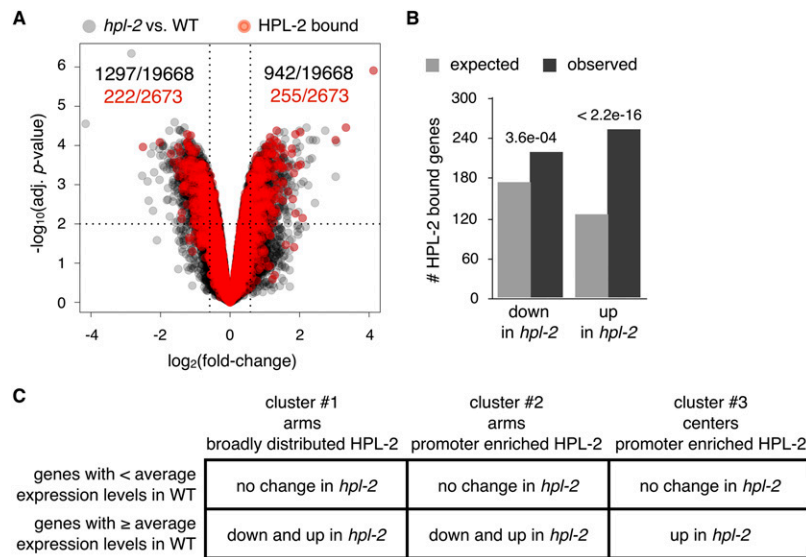 A
hpl-2 vs. WT
HPL-2 bound
1297/19668
222/2673
942/19668
255/2673
6
5
4
3
2
1
0
-log10(adj. p-value)
-4
-2
0
2
4
log2(fold-change)
B
expected
observed
300
240
180
120
60
0
# HPL-2 bound genes
3.6e-04
< 2.2e-16
down
in hpl-2
up
in hpl-2
C
cluster #1
arms
broadly distributed HPL-2
cluster #2
arms
promoter enriched HPL-2
cluster #3
centers
promoter enriched HPL-2
genes with < average
expression levels in WT
no change in hpl-2
no change in hpl-2
no change in hpl-2
genes with ≥ average
expression levels in WT
down and up in hpl-2
down and up in hpl-2
up in hpl-2